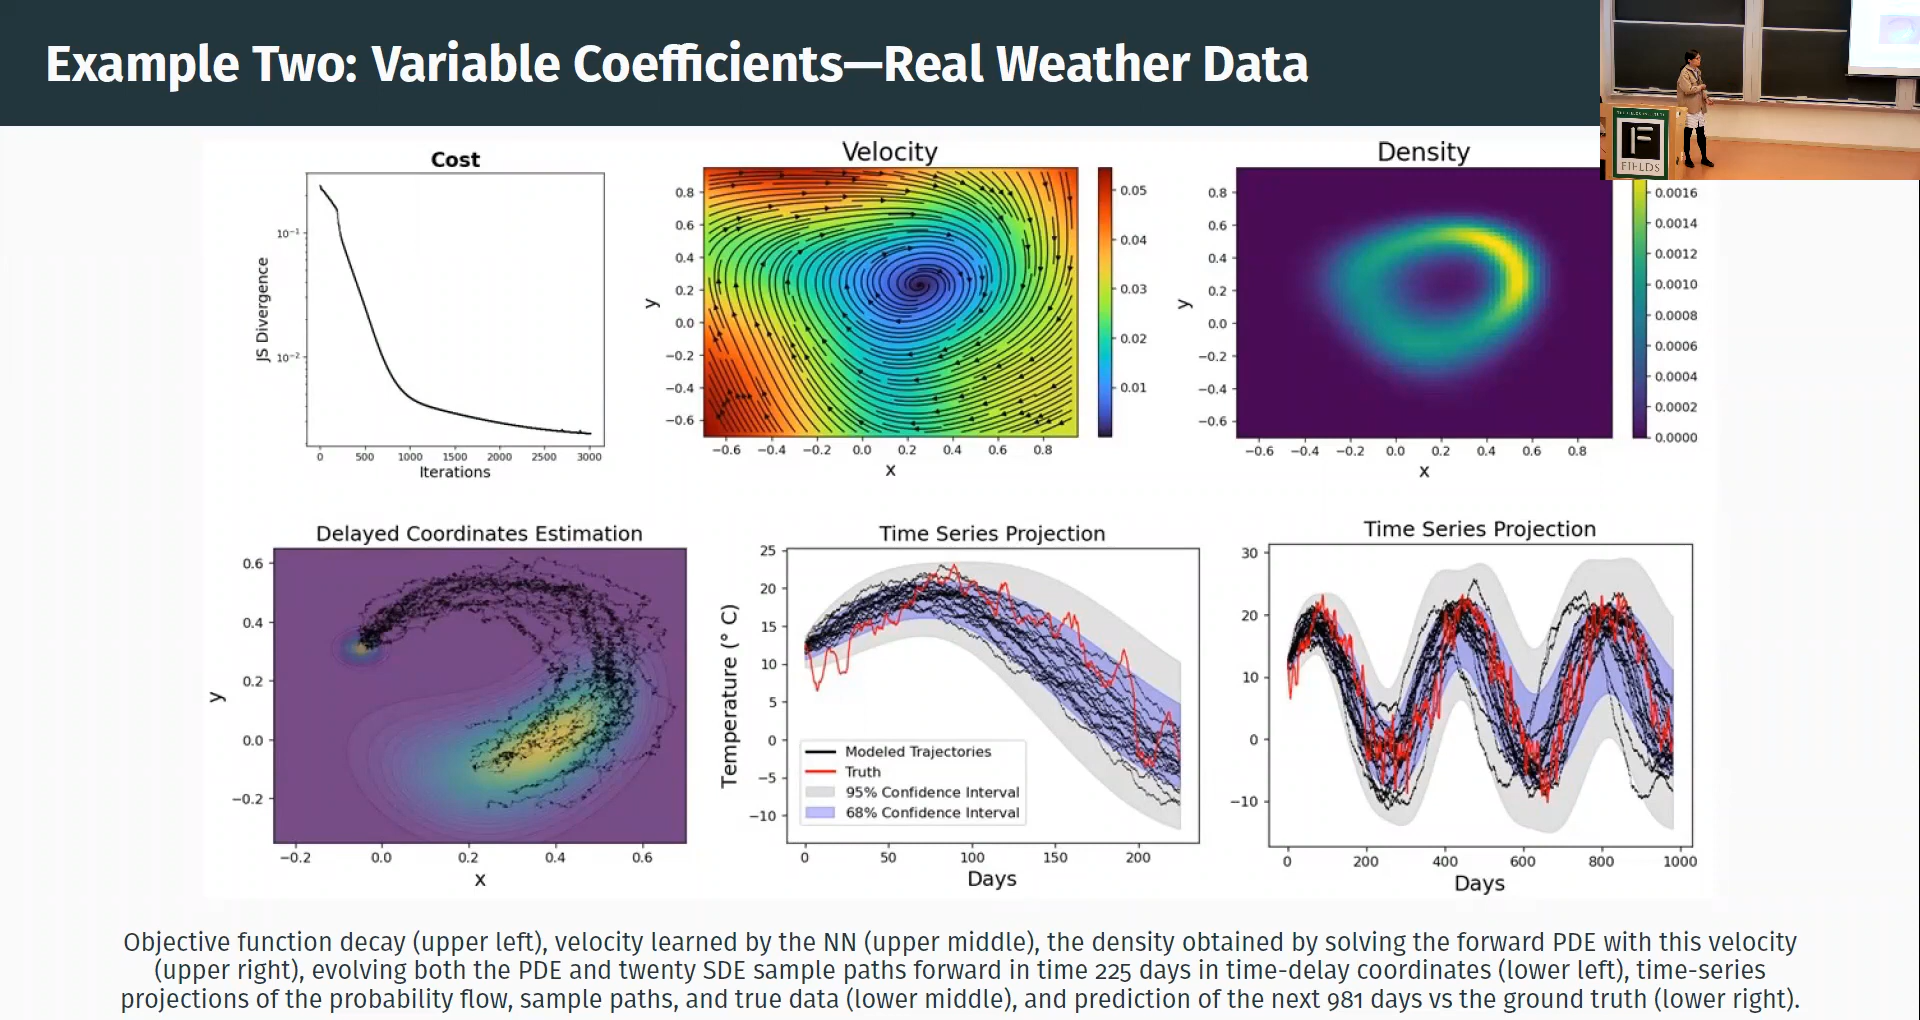 Example Two: Variable Coefficients—Real Weather Data
FIELDS
Cost
JS Divergence
10⁻¹
10⁻²
0 500 1000 1500 2000 2500 3000
Iterations
Velocity
y
0.8
0.6
0.4
0.2
0.0
−0.2
−0.4
−0.6
−0.6 −0.4 −0.2 0.0 0.2 0.4 0.6 0.8
x
0.05
0.04
0.03
0.02
0.01
Density
y
0.8
0.6
0.4
0.2
0.0
−0.2
−0.4
−0.6
−0.6 −0.4 −0.2 0.0 0.2 0.4 0.6 0.8
x
0.0016
0.0014
0.0012
0.0010
0.0008
0.0006
0.0004
0.0002
0.0000
Delayed Coordinates Estimation
y
0.6
0.4
0.2
0.0
−0.2
−0.2 0.0 0.2 0.4 0.6
x
Time Series Projection
Temperature (° C)
25
20
15
10
5
0
−5
−10
Modeled Trajectories
Truth
95% Confidence Interval
68% Confidence Interval
0 50 100 150 200
Days
Time Series Projection
30
20
10
0
−10
0 200 400 600 800 1000
Days
Objective function decay (upper left), velocity learned by the NN (upper middle), the density obtained by solving the forward PDE with this velocity
(upper right), evolving both the PDE and twenty SDE sample paths forward in time 225 days in time-delay coordinates (lower left), time-series
projections of the probability flow, sample paths, and true data (lower middle), and prediction of the next 981 days vs the ground truth (lower right).